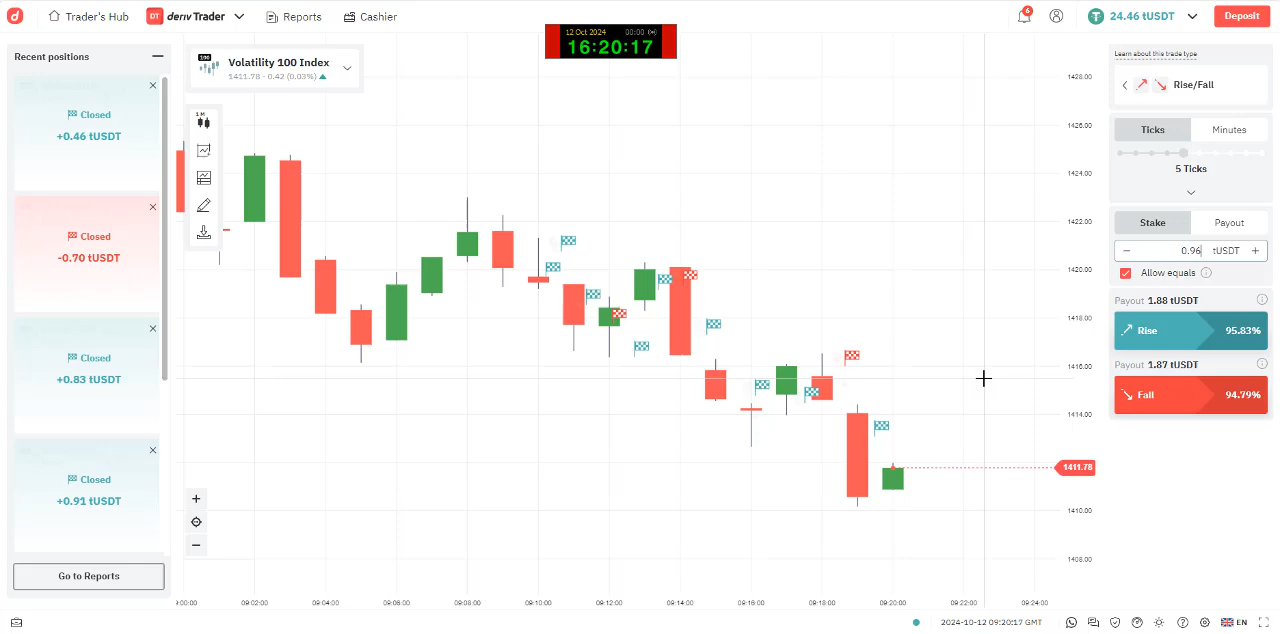 Trader's Hub
DT deriv Trader
Reports
Cashier
12 Oct 2024 00:00
16:20:17
6
24.46 tUSDT
Deposit
Recent positions
Closed
+0.46 tUSDT
Closed
-0.70 tUSDT
Closed
+0.83 tUSDT
Closed
+0.91 tUSDT
Go to Reports
100
Volatility 100 Index
1411.78 - 0.42 (0.03%)
1 M
1428.00
1426.00
1424.00
1422.00
1420.00
1418.00
1416.00
1414.00
1411.78
1410.00
1408.00
9:00:00 09:02:00 09:04:00 09:06:00 09:08:00 09:10:00 09:12:00 09:14:00 09:16:00 09:18:00 09:20:00 09:22:00 09:24:00
Learn about this trade type
Rise/Fall
Ticks Minutes
5 Ticks
Stake Payout
− 0.96 tUSDT +
Allow equals
Payout 1.88 tUSDT
Rise 95.83%
Payout 1.87 tUSDT
Fall 94.79%
2024-10-12 09:20:17 GMT
EN